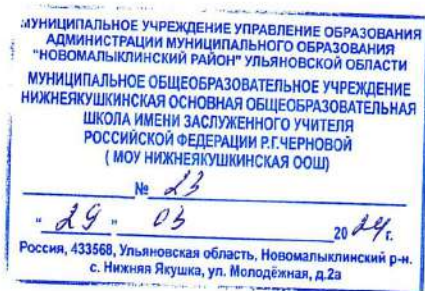 МУНИЦИПАЛЬНОЕ УЧРЕЖДЕНИЕ УПРАВЛЕНИЕ ОБРАЗОВАНИЯ
АДМИНИСТРАЦИИ МУНИЦИПАЛЬНОГО ОБРАЗОВАНИЯ
"НОВОМАЛЫКЛИНСКИЙ РАЙОН" УЛЬЯНОВСКОЙ ОБЛАСТИ
МУНИЦИПАЛЬНОЕ ОБЩЕОБРАЗОВАТЕЛЬНОЕ УЧРЕЖДЕНИЕ
НИЖНЕЯКУШКИНСКАЯ ОСНОВНАЯ ОБЩЕОБРАЗОВАТЕЛЬНАЯ
ШКОЛА ИМЕНИ ЗАСЛУЖЕННОГО УЧИТЕЛЯ
РОССИЙСКОЙ ФЕДЕРАЦИИ Р.Г.ЧЕРНОВОЙ
( МОУ НИЖНЕЯКУШКИНСКАЯ ООШ)
№ 23
" 29 " 03 2024 г.
Россия, 433568, Ульяновская область, Новомалыклинский р-н.
с. Нижняя Якушка, ул. Молодёжная, д.2а